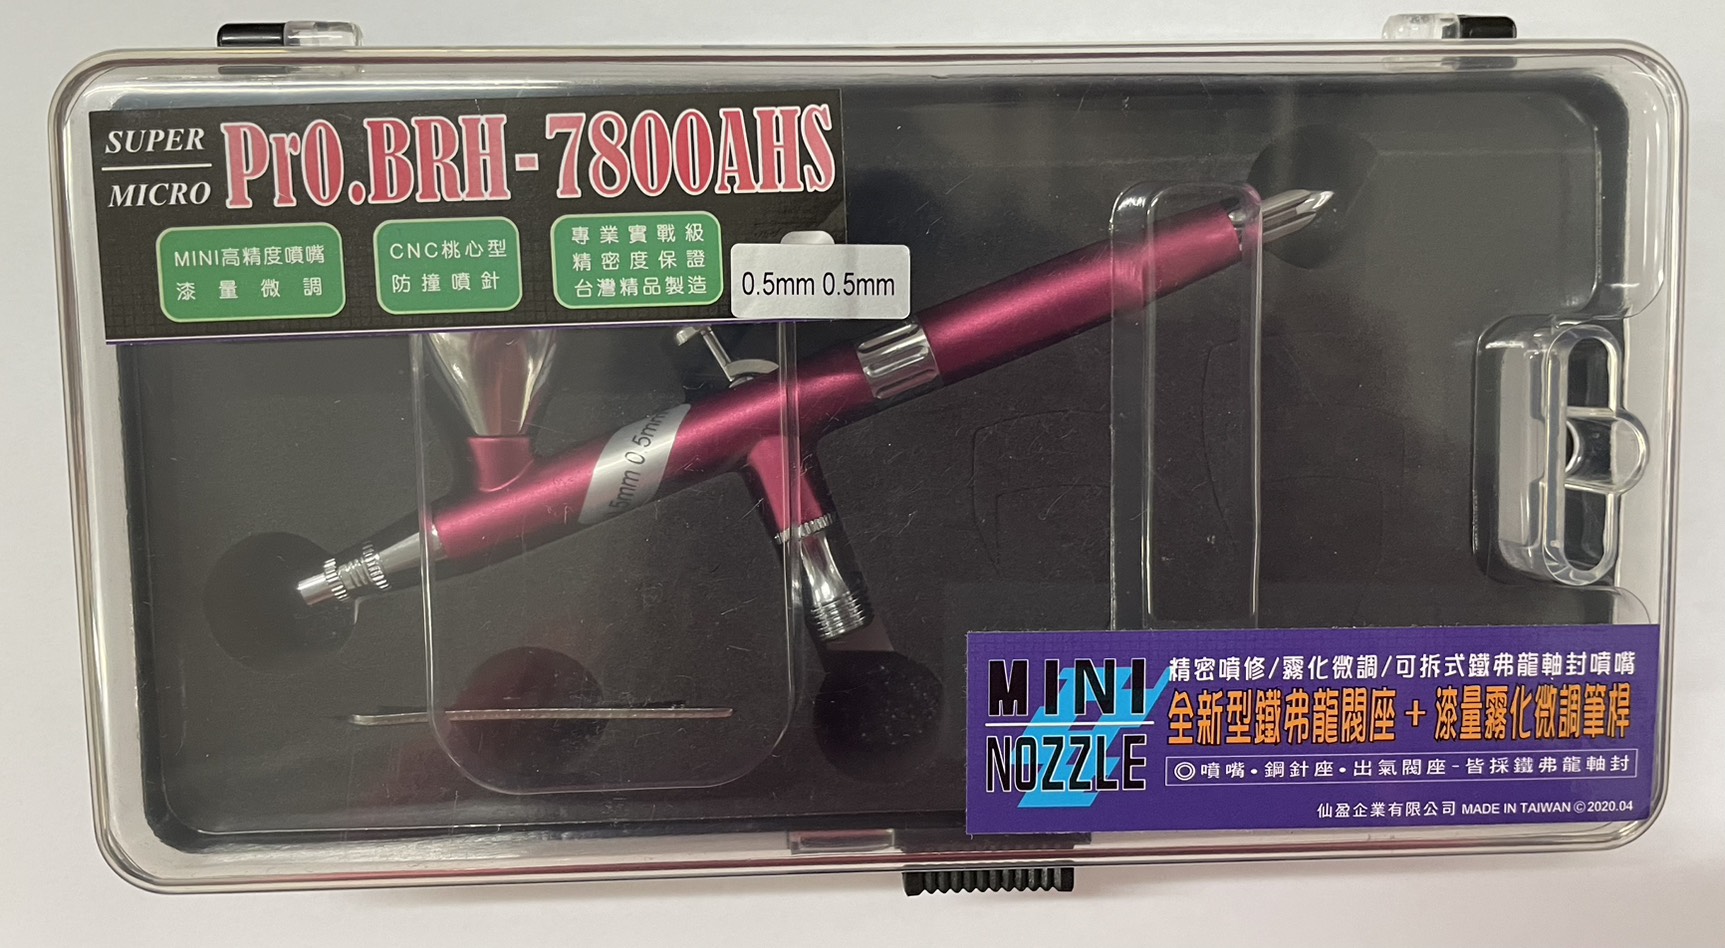 SUPER
MICRO
PrO.BRH-7800AHS
MINI高精度噴嘴
漆量微調
CNC桃心型
防撞噴針
專業實戰級
精密度保證
台灣精品製造
0.5mm 0.5mm
5mm 0.5mm
MINI
NOZZLE
精密噴修/霧化微調/可拆式鐵弗龍軸封噴嘴
全新型鐵弗龍閥座+漆量霧化微調筆桿
◎噴嘴•鋼針座•出氣閥座-皆採鐵弗龍軸封
仙盈企業有限公司 MADE IN TAIWAN ©2020.04